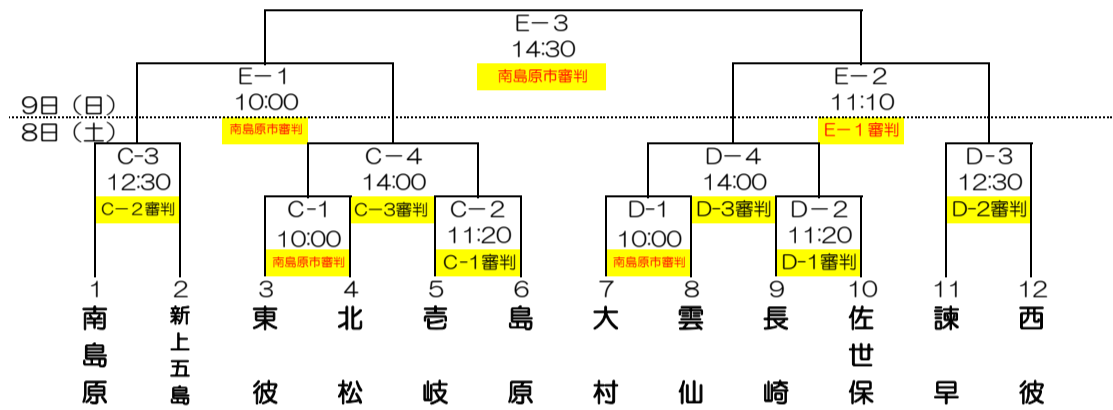 E－3
14:30
南島原市審判
E－1
10:00
南島原市審判
E－2
11:10
E－1審判
9日（日）
8日（土）
C-3
12:30
C－2審判
C－4
14:00
C－3審判
D－4
14:00
D-3審判
D-3
12:30
D-2審判
C-1
10:00
南島原市審判
C－2
11:20
C-1審判
D-1
10:00
南島原市審判
D－2
11:20
D-1審判
1 2 3 4 5 6 7 8 9 10 11 12
南島原
新上五島
東彼
北松
壱岐
島原
大村
雲仙
長崎
佐世保
諫早
西彼